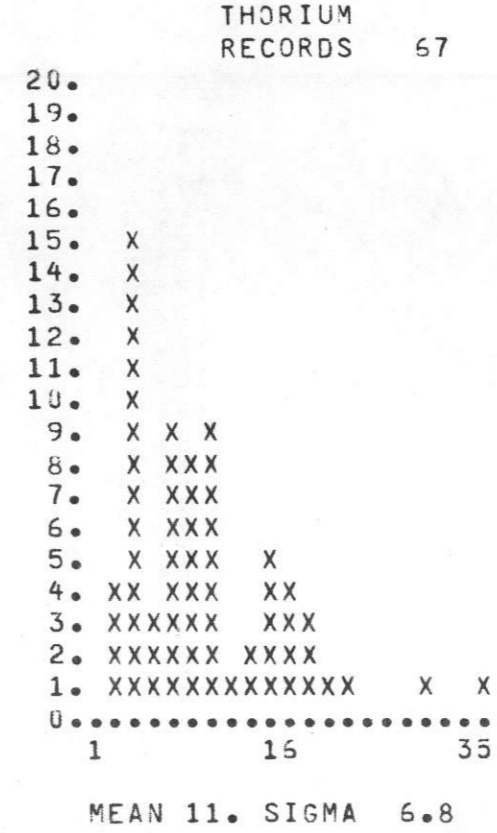 THORIUM
RECORDS 67
20.
19.
18.
17.
16.
15. X
14. X
13. X
12. X
11. X
10. X
9. X X X
8. X XXX
7. X XXX
6. X XXX
5. X XXX X
4. XX XXX XX
3. XXXXXX XXX
2. XXXXXX XXXX
1. XXXXXXXXXXXXX X X
0......................
1 16 35
MEAN 11. SIGMA 6.8